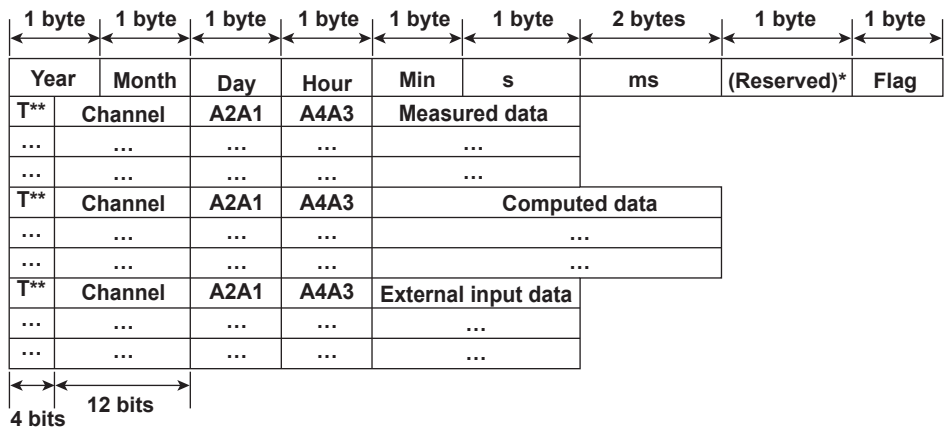 1 byte 1 byte 1 byte 1 byte 1 byte 1 byte 2 bytes 1 byte 1 byte
Year Month Day Hour Min s ms (Reserved)* Flag
T** Channel A2A1 A4A3 Measured data
... ... ... ... ...
... ... ... ... ...
T** Channel A2A1 A4A3 Computed data
... ... ... ... ...
... ... ... ... ...
T** Channel A2A1 A4A3 External input data
... ... ... ... ...
... ... ... ... ...
12 bits
4 bits